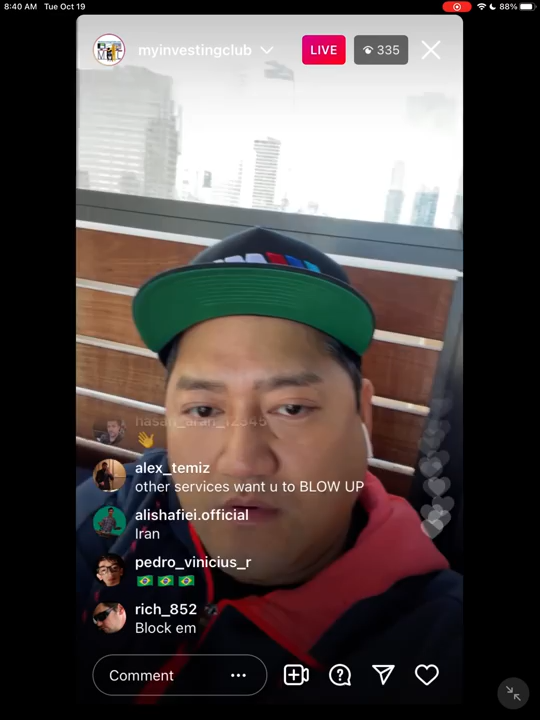 8:40 AM Tue Oct 19
88%
myinvestingclub
LIVE
335
hasan_arah_12345
👋
alex_temiz
other services want u to BLOW UP
alishafiei.official
Iran
pedro_vinicius_r
🇧🇷 🇧🇷 🇧🇷
rich_852
Block em
Comment